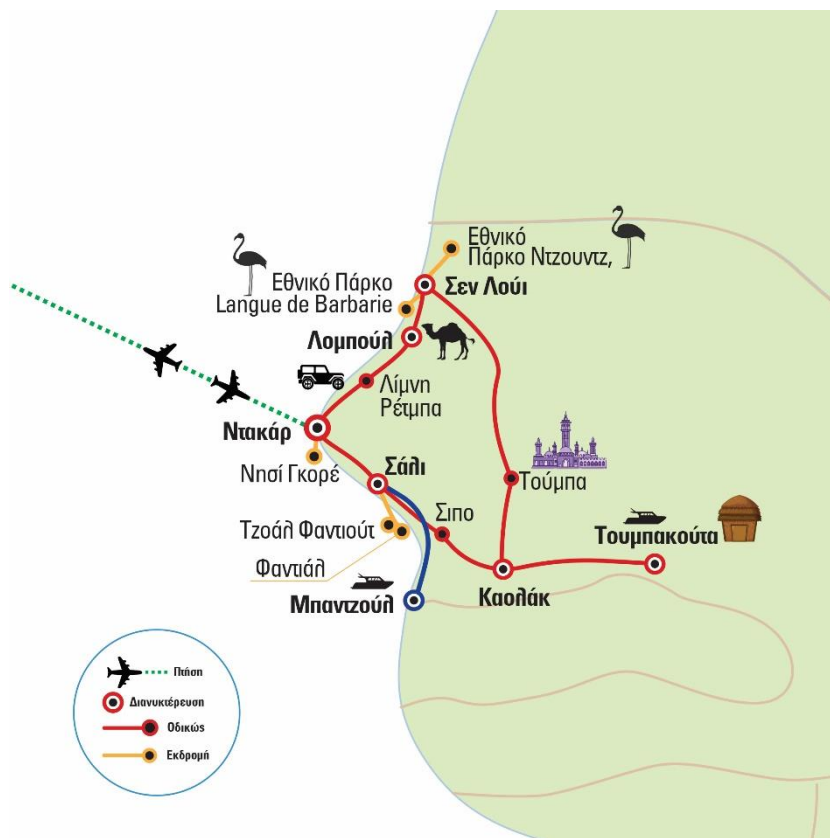 Εθνικό
Πάρκο Ντζουντζ,
Εθνικό Πάρκο
Langue de Barbarie
Σεν Λούι
Λομπούλ
Λίμνη
Ρέτμπα
Ντακάρ
Νησί Γκορέ
Σάλι
Τούμπα
Τζοάλ Φαντιούτ
Σιπο
Τουμπακούτα
Φαντιάλ
Μπαντζούλ
Καολάκ
Πτήση
Διανυκτέρευση
Οδικώς
Εκδρομή